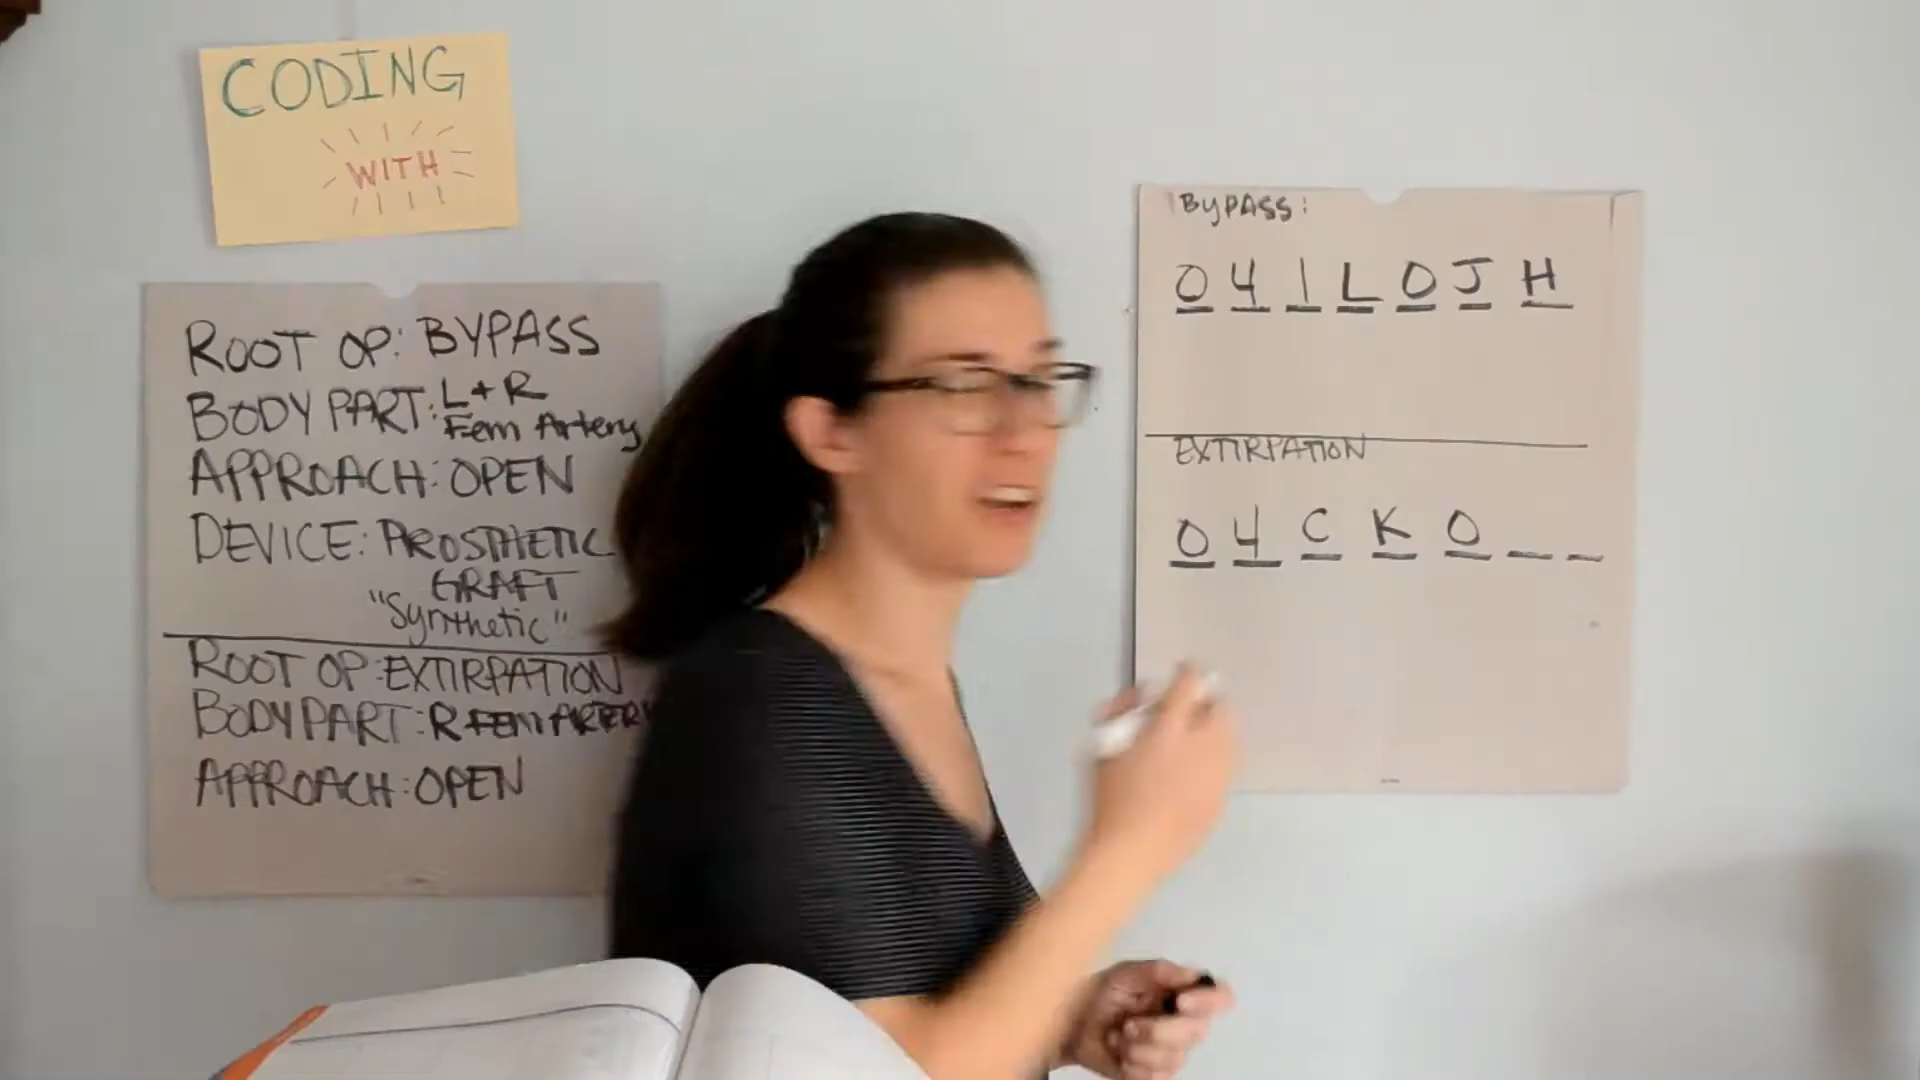 CODING
WITH
ROOT OP: BYPASS
BODY PART: L + R
Fem Artery
APPROACH: OPEN
DEVICE: PROSTHETIC
GRAFT
"Synthetic"
ROOT OP: EXTIRPATION
BODY PART: R FEM ARTERY
APPROACH: OPEN
BYPASS:
0 4 1 L 0 J H
EXTIRPATION
0 4 C K 0 _ _